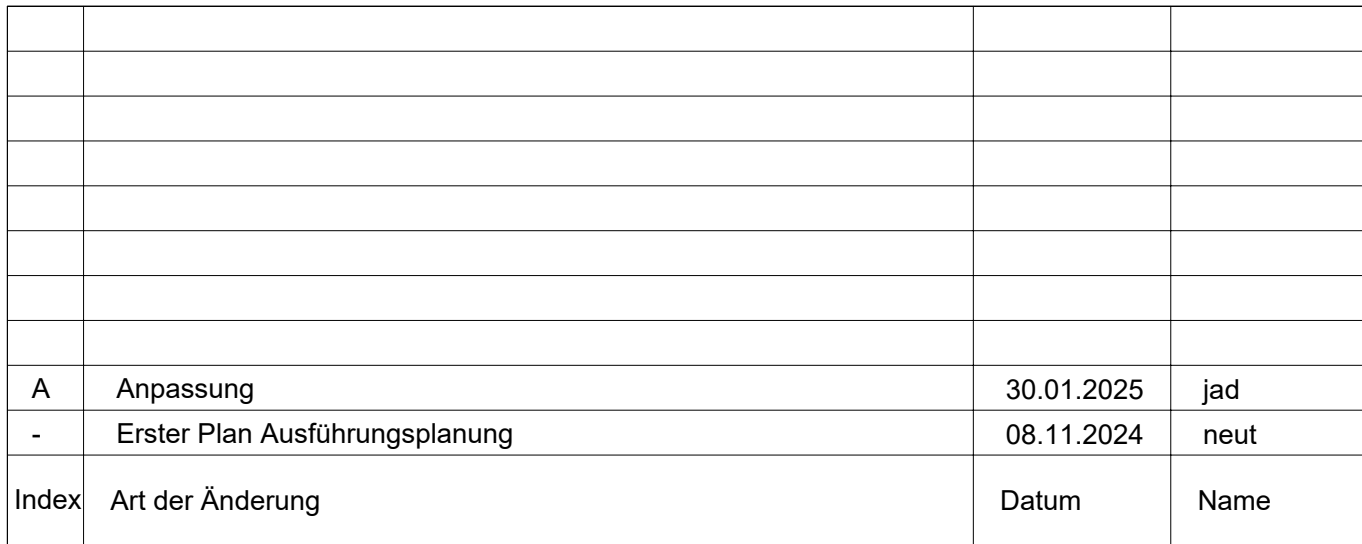 A Anpassung 30.01.2025 jad
- Erster Plan Ausführungsplanung 08.11.2024 neut
Index Art der Änderung Datum Name